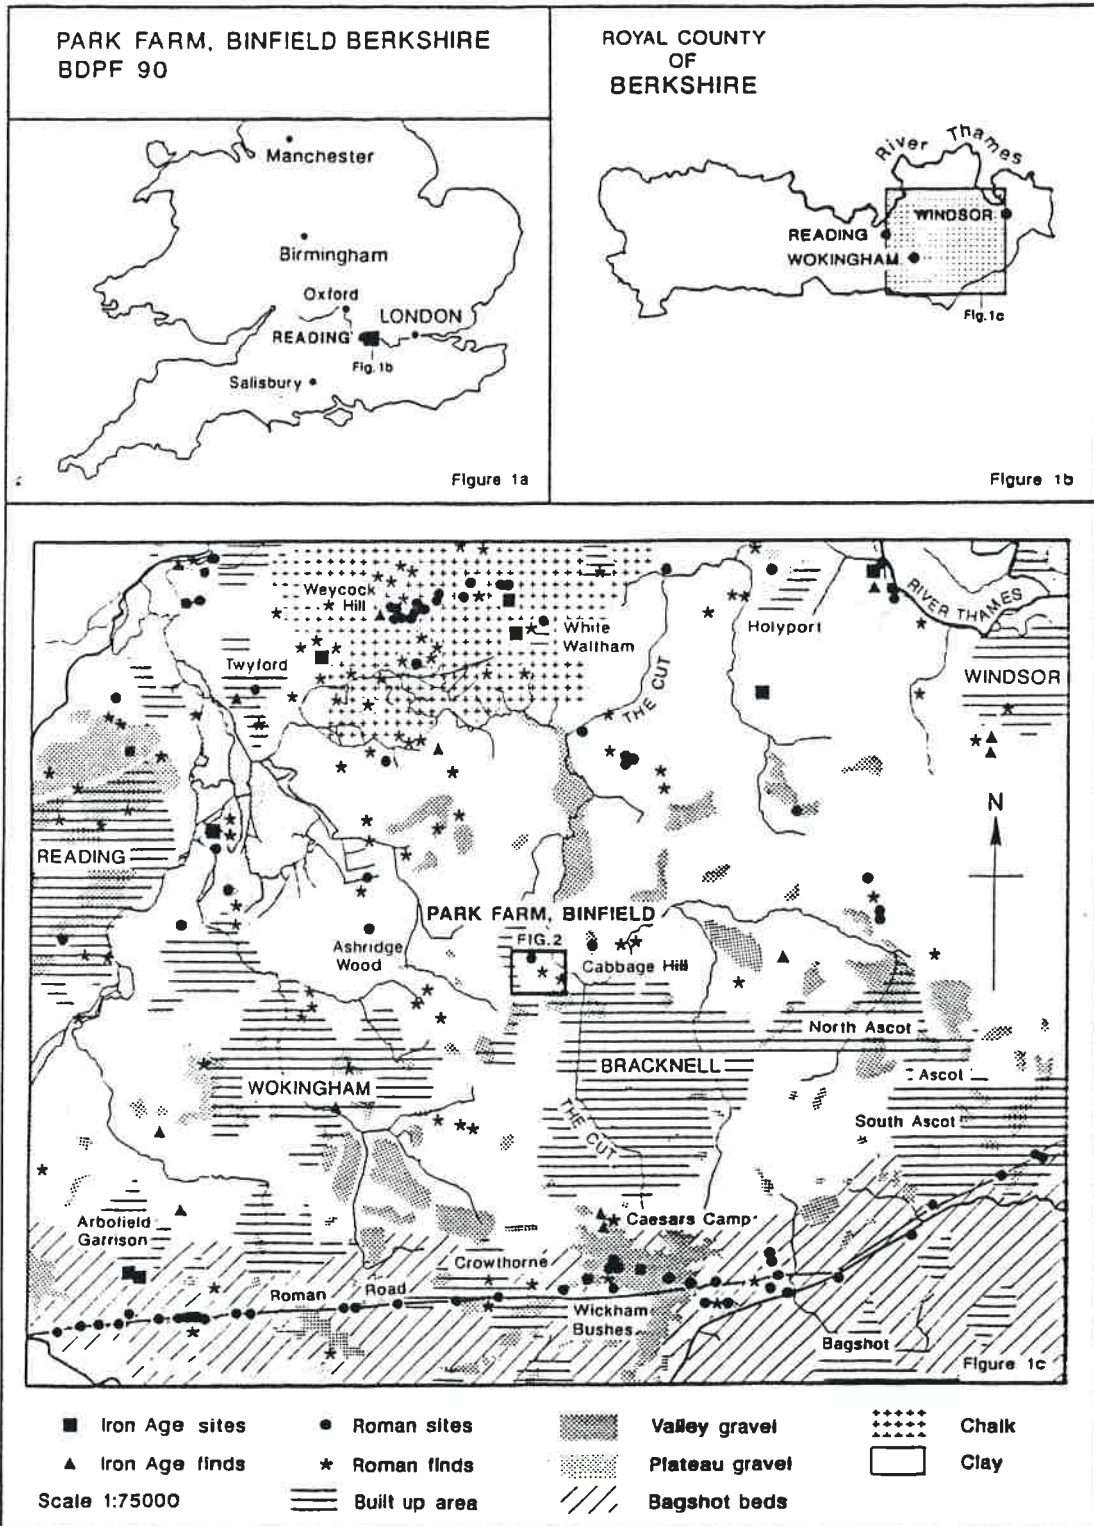 PARK FARM, BINFIELD BERKSHIRE
BDPF 90
ROYAL COUNTY
OF
BERKSHIRE
Manchester
Birmingham
Oxford
LONDON
READING
Fig. 1b
Salisbury
Figure 1a
River Thames
WINDSOR
READING
WOKINGHAM
Fig.1c
Figure 1b
Weycock
Hill
White
Waltham
Holyport
RIVER THAMES
Twyford
THE CUT
WINDSOR
N
READING
PARK FARM, BINFIELD
FIG.2
Ashridge
Wood
Cabbage Hill
North Ascot
BRACKNELL
Ascot
WOKINGHAM
South Ascot
THE CUT
Arborfield
Garrison
Caesars Camp
Crowthorne
Roman Road
Wickham
Bushes
Bagshot
Figure 1c
Iron Age sites
Roman sites
Valley gravel
Chalk
Iron Age finds
Roman finds
Plateau gravel
Clay
Scale 1:75000
Built up area
Bagshot beds